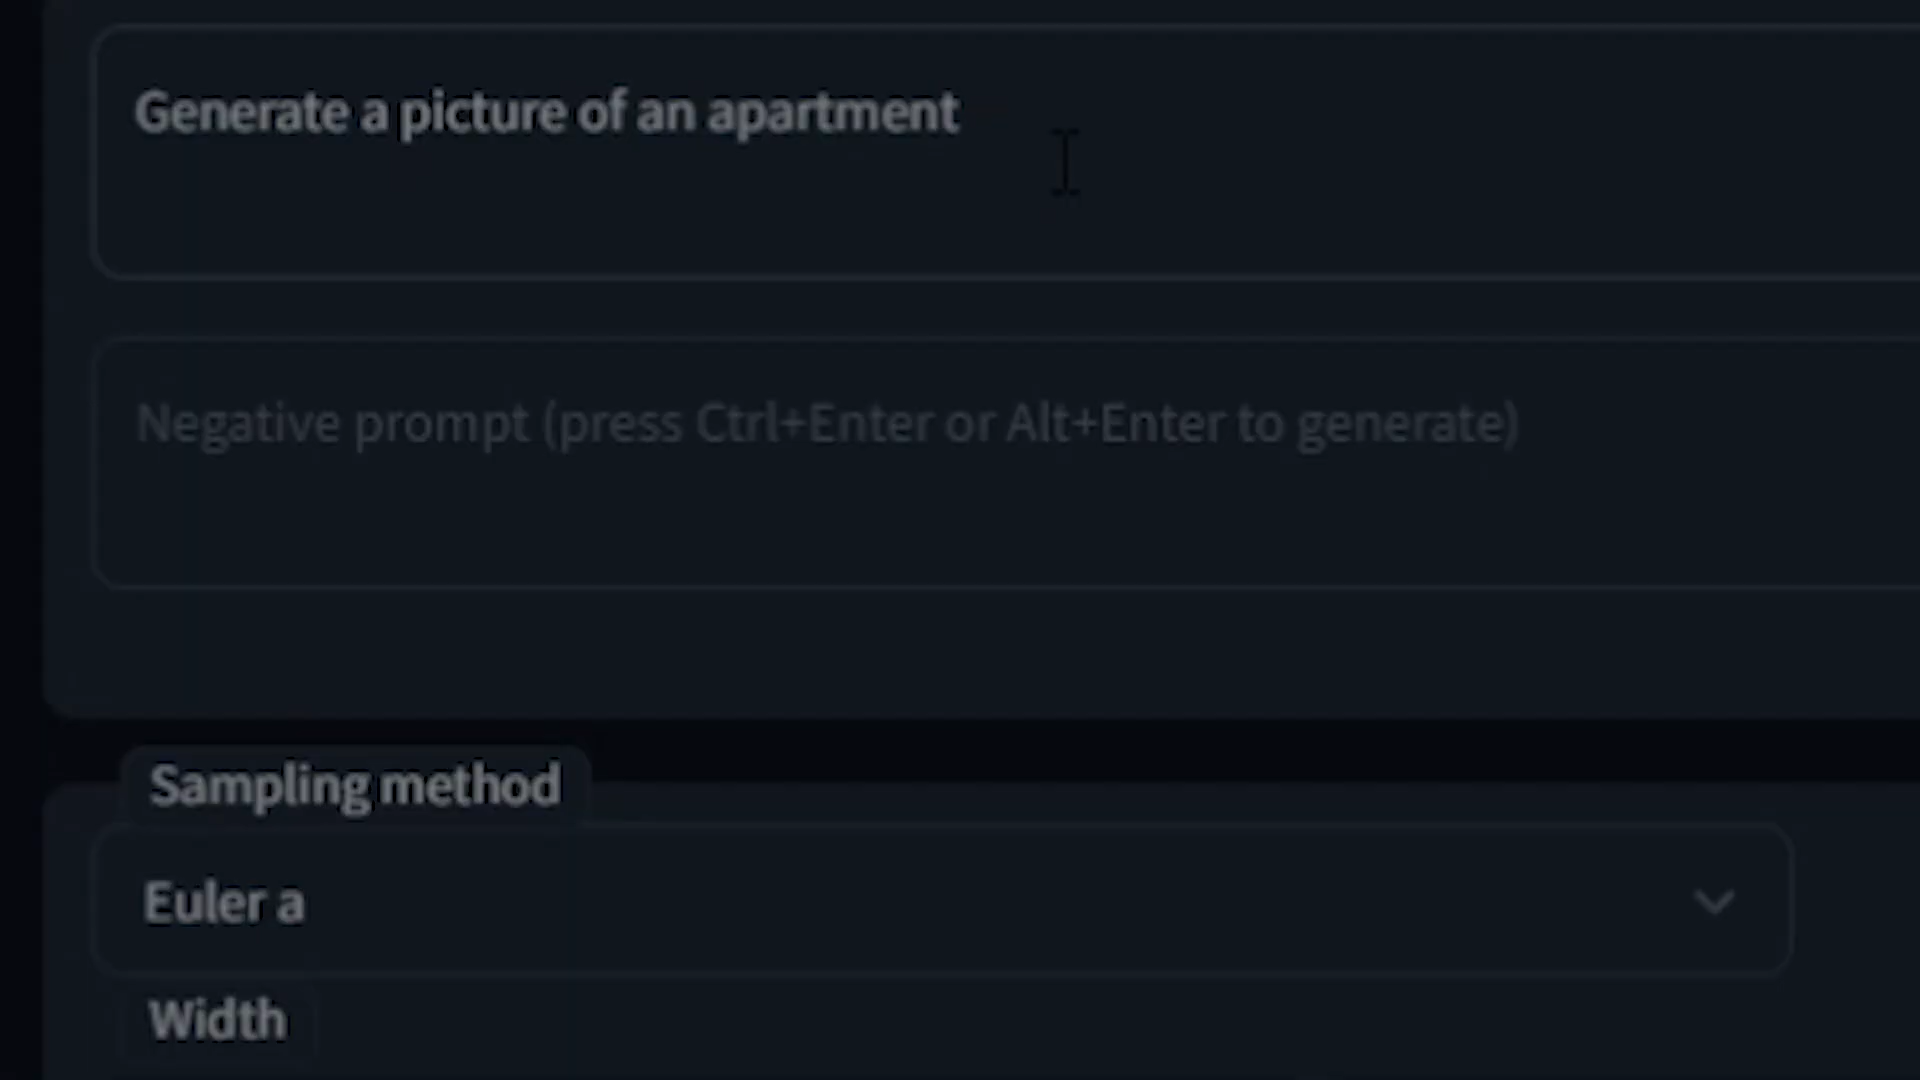 Generate a picture of an apartment
Negative prompt (press Ctrl+Enter or Alt+Enter to generate)
Sampling method
Euler a
Width